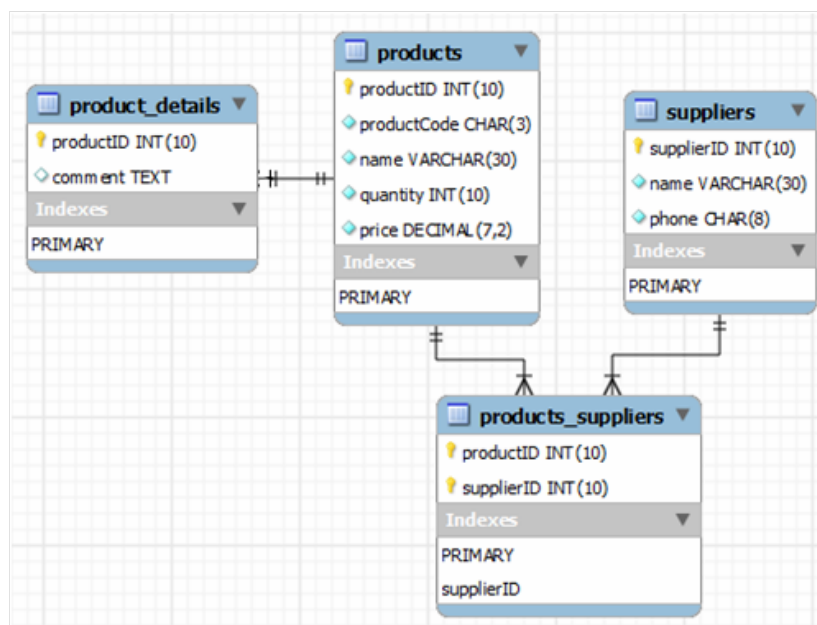 product_details
productID INT(10)
comment TEXT
Indexes
PRIMARY
products
productID INT(10)
productCode CHAR(3)
name VARCHAR(30)
quantity INT(10)
price DECIMAL(7,2)
Indexes
PRIMARY
suppliers
supplierID INT(10)
name VARCHAR(30)
phone CHAR(8)
Indexes
PRIMARY
products_suppliers
productID INT(10)
supplierID INT(10)
Indexes
PRIMARY
supplierID